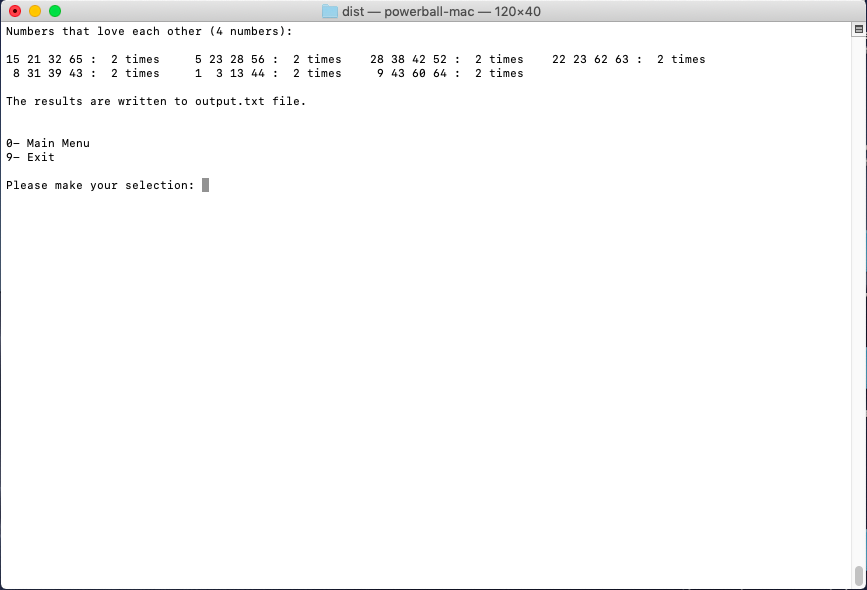 dist — powerball-mac — 120×40
Numbers that love each other (4 numbers):
15 21 32 65 :  2 times     5 23 28 56 :  2 times    28 38 42 52 :  2 times    22 23 62 63 :  2 times
 8 31 39 43 :  2 times     1  3 13 44 :  2 times     9 43 60 64 :  2 times
The results are written to output.txt file.
0- Main Menu
9- Exit
Please make your selection: